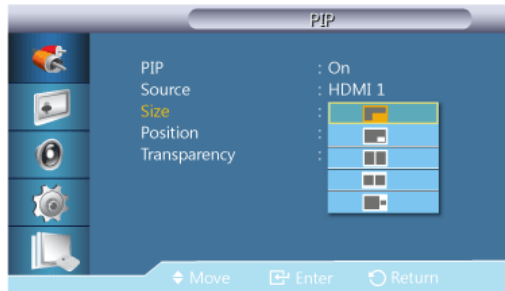 PIP
PIP : On
Source : HDMI 1
Size :
Position :
Transparency :
Move Enter Return